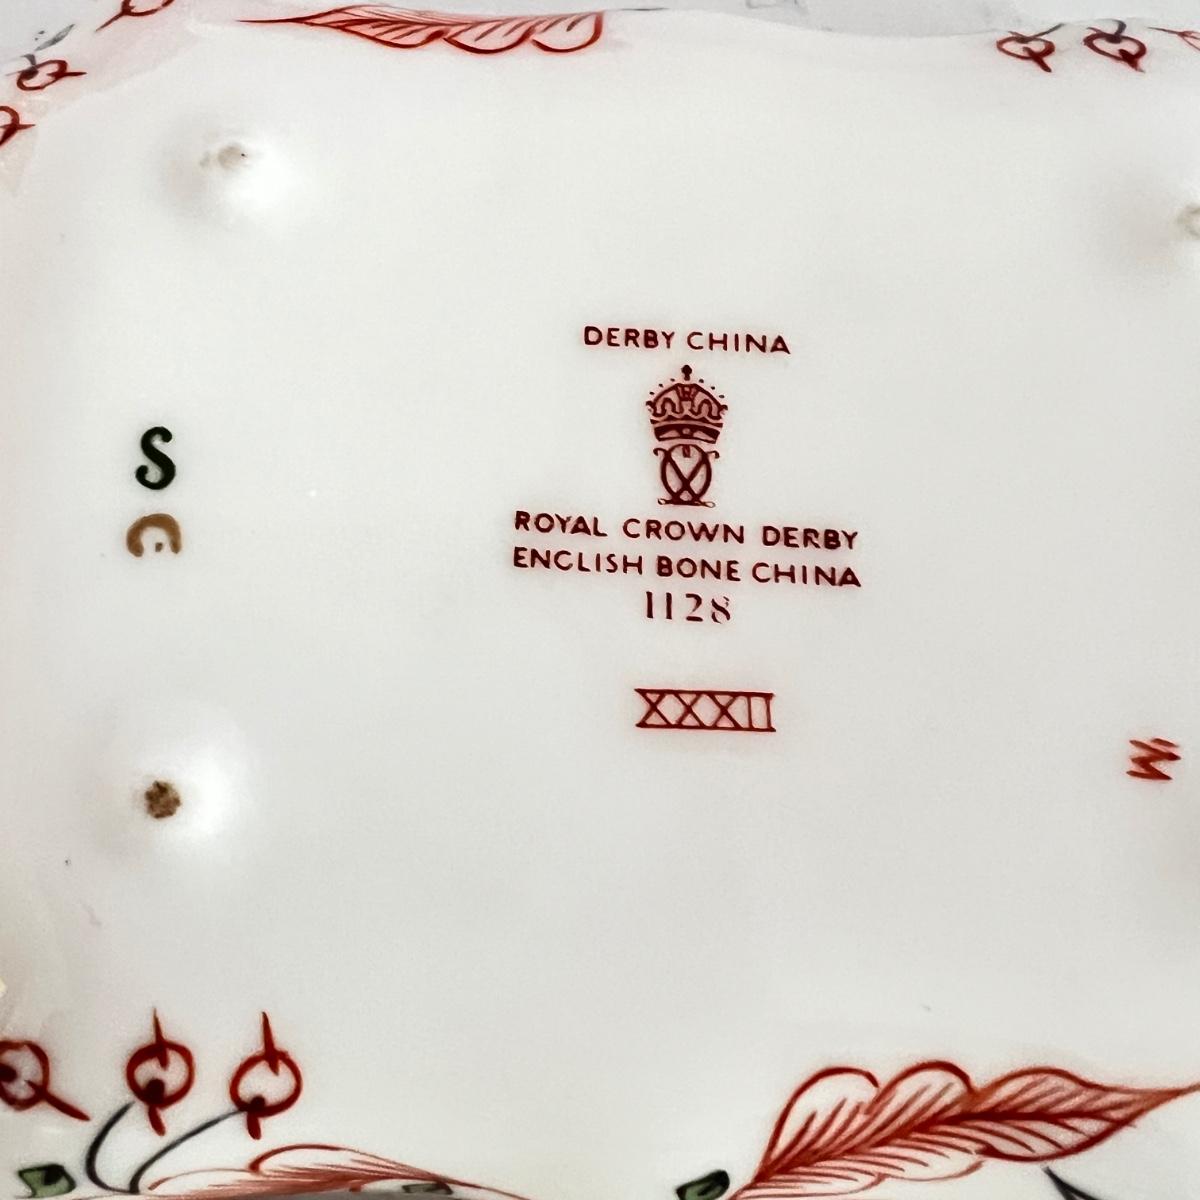 DERBY CHINA
ROYAL CROWN DERBY
ENGLISH BONE CHINA
1128
XXXII
S
M